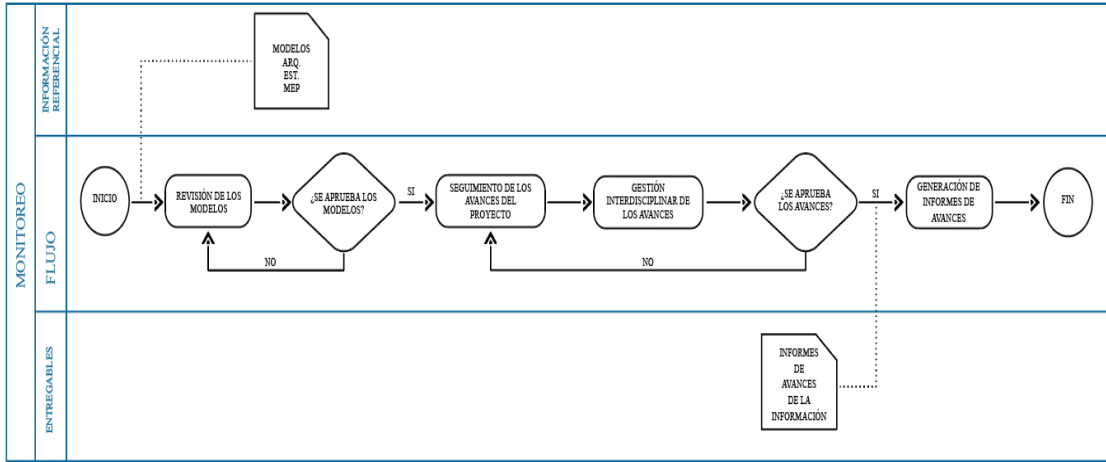 MONITOREO
INFORMACIÓN
REFERENCIAL
MODELOS
ARQ.
EST.
MEP
FLUJO
INICIO
REVISIÓN DE LOS
MODELOS
¿SE APRUEBA LOS
MODELOS?
SI
NO
SEGUIMIENTO DE LOS
AVANCES DEL
PROYECTO
GESTIÓN
INTERDISCIPLINAR DE
LOS AVANCES
¿SE APRUEBA
LOS AVANCES?
SI
NO
GENERACIÓN DE
INFORMES DE
AVANCES
FIN
ENTREGABLES
INFORMES
DE
AVANCES
DE LA
INFORMACIÓN